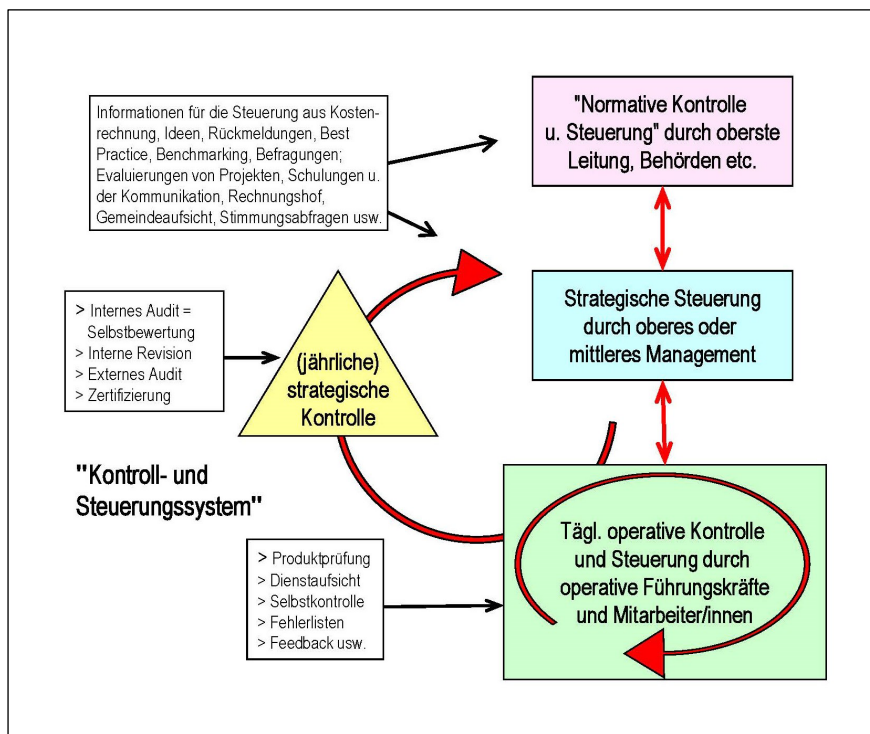 Informationen für die Steuerung aus Kosten-
rechnung, Ideen, Rückmeldungen, Best
Practice, Benchmarking, Befragungen;
Evaluierungen von Projekten, Schulungen u.
der Kommunikation, Rechnungshof,
Gemeindeaufsicht, Stimmungsabfragen usw.
"Normative Kontrolle
u. Steuerung" durch oberste
Leitung, Behörden etc.
> Internes Audit =
Selbstbewertung
> Interne Revision
> Externes Audit
> Zertifizierung
(jährliche)
strategische
Kontrolle
Strategische Steuerung
durch oberes oder
mittleres Management
"Kontroll- und
Steuerungssystem"
> Produktprüfung
> Dienstaufsicht
> Selbstkontrolle
> Fehlerlisten
> Feedback usw.
Tägl. operative Kontrolle
und Steuerung durch
operative Führungskräfte
und Mitarbeiter/innen